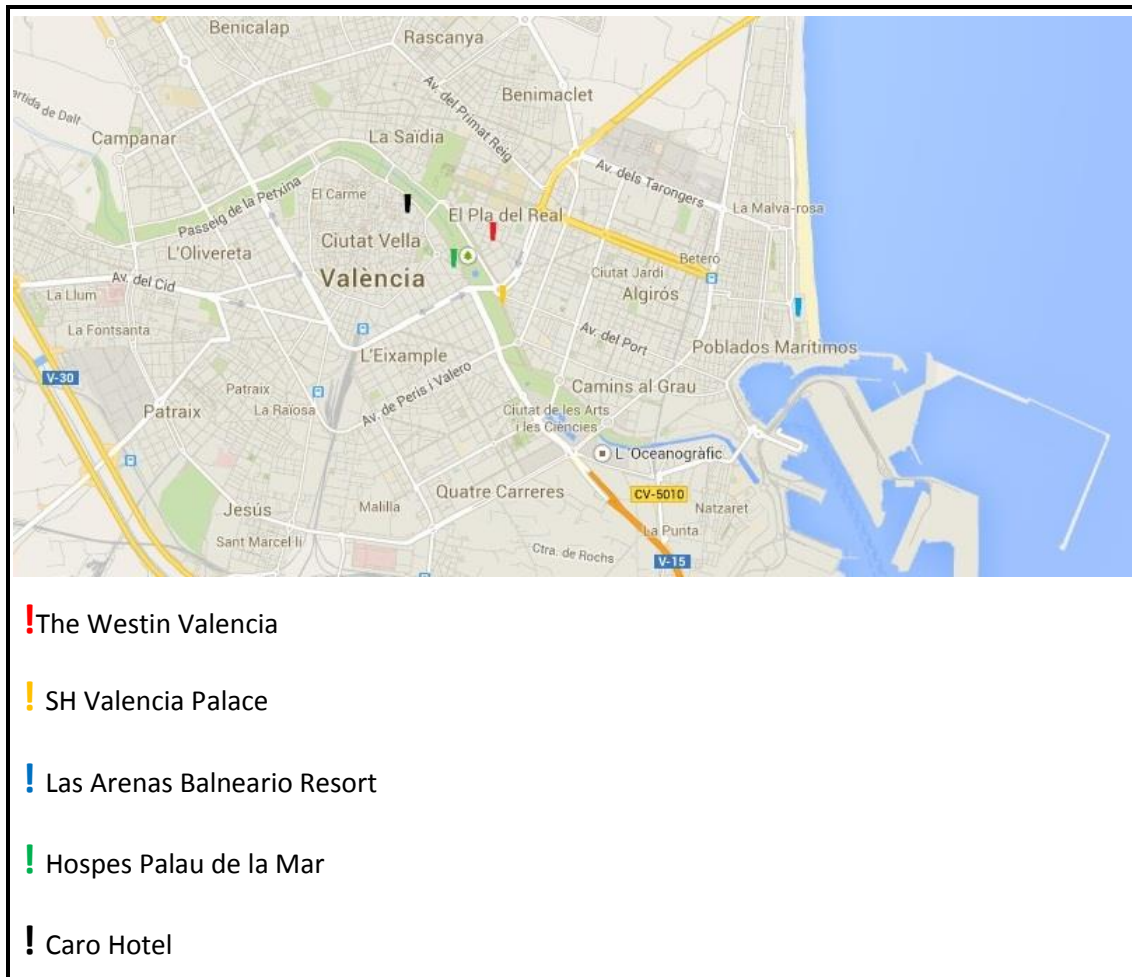 Benicalap
Rascanya
Benimaclet
Av. del Primat Reig
artida de Dalt
Campanar
La Saïdia
Av. dels Tarongers
Passeig de la Petxina
El Carme
El Pla del Real
La Malva-rosa
Ciutat Vella
L'Olivereta
València
Betero
Ciutat Jardi
Algirós
Av. del Cid
La Llum
La Fontsanta
Av. del Port
Poblados Marítimos
L'Eixample
V-30
Patraix
Camins al Grau
Av. de Peris i Valero
Patraix
La Raïosa
Ciutat de les Arts
i les Ciències
L´Oceanogràfic
Quatre Carreres
CV-5010
Jesús
Malilla
Natzaret
La Punta
Sant Marcel·lí
Ctra. de Rochs
V-15
!The Westin Valencia
! SH Valencia Palace
! Las Arenas Balneario Resort
! Hospes Palau de la Mar
! Caro Hotel